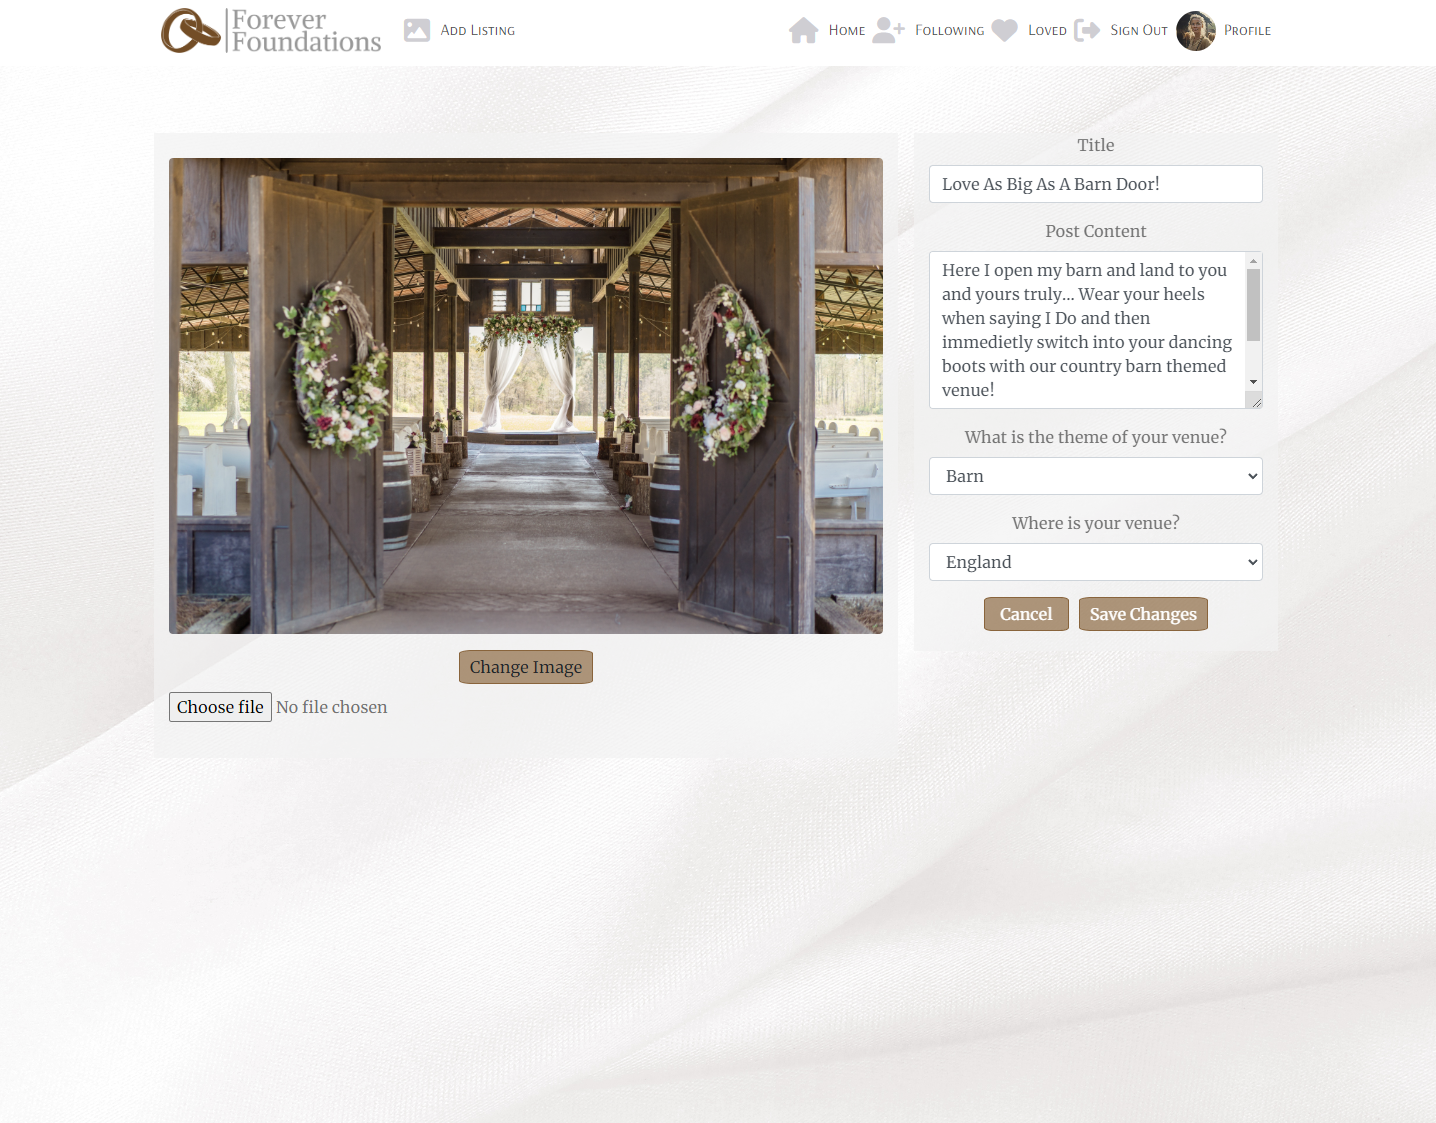 Forever
Foundations
Add Listing
Home
Following
Loved
Sign Out
Profile
Change Image
Choose file No file chosen
Title
Love As Big As A Barn Door!
Post Content
Here I open my barn and land to you
and yours truly... Wear your heels
when saying I Do and then
immedietly switch into your dancing
boots with our country barn themed
venue!
What is the theme of your venue?
Barn
Where is your venue?
England
Cancel
Save Changes